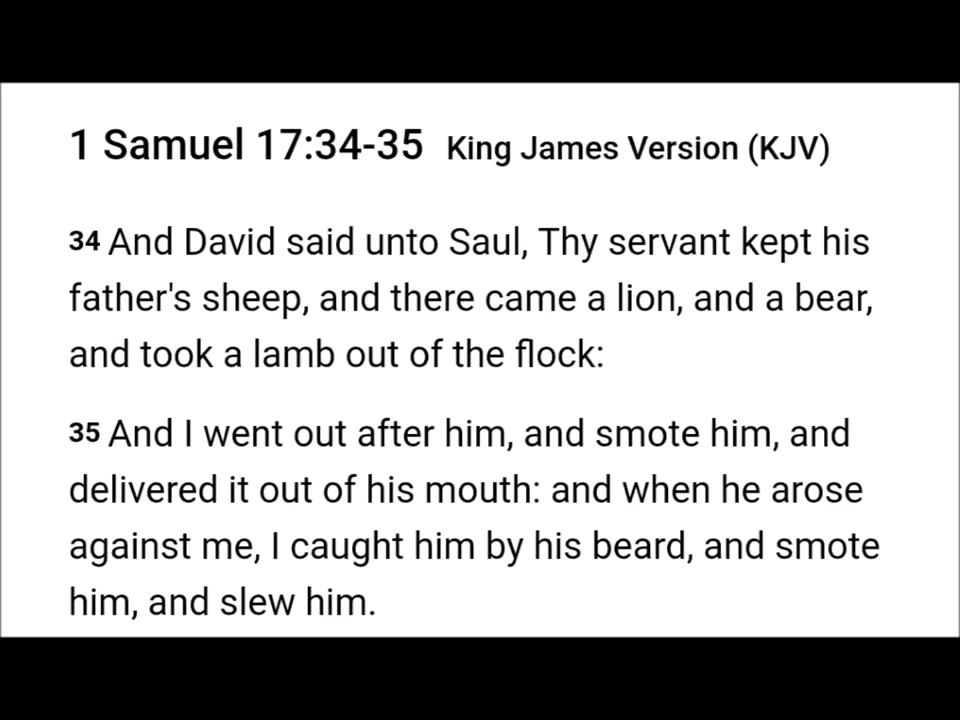 1 Samuel 17:34-35 King James Version (KJV)
34 And David said unto Saul, Thy servant kept his
father's sheep, and there came a lion, and a bear,
and took a lamb out of the flock:
35 And I went out after him, and smote him, and
delivered it out of his mouth: and when he arose
against me, I caught him by his beard, and smote
him, and slew him.